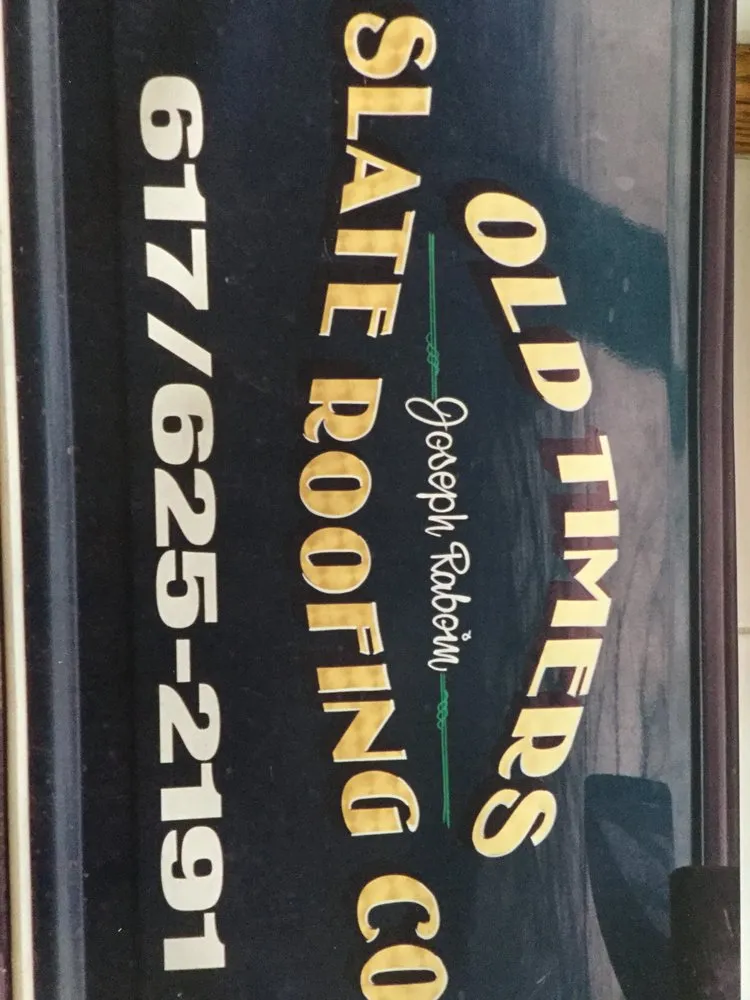 OLD TIMERS
Joseph Raboin
SLATE ROOFING CO
617/625-2191